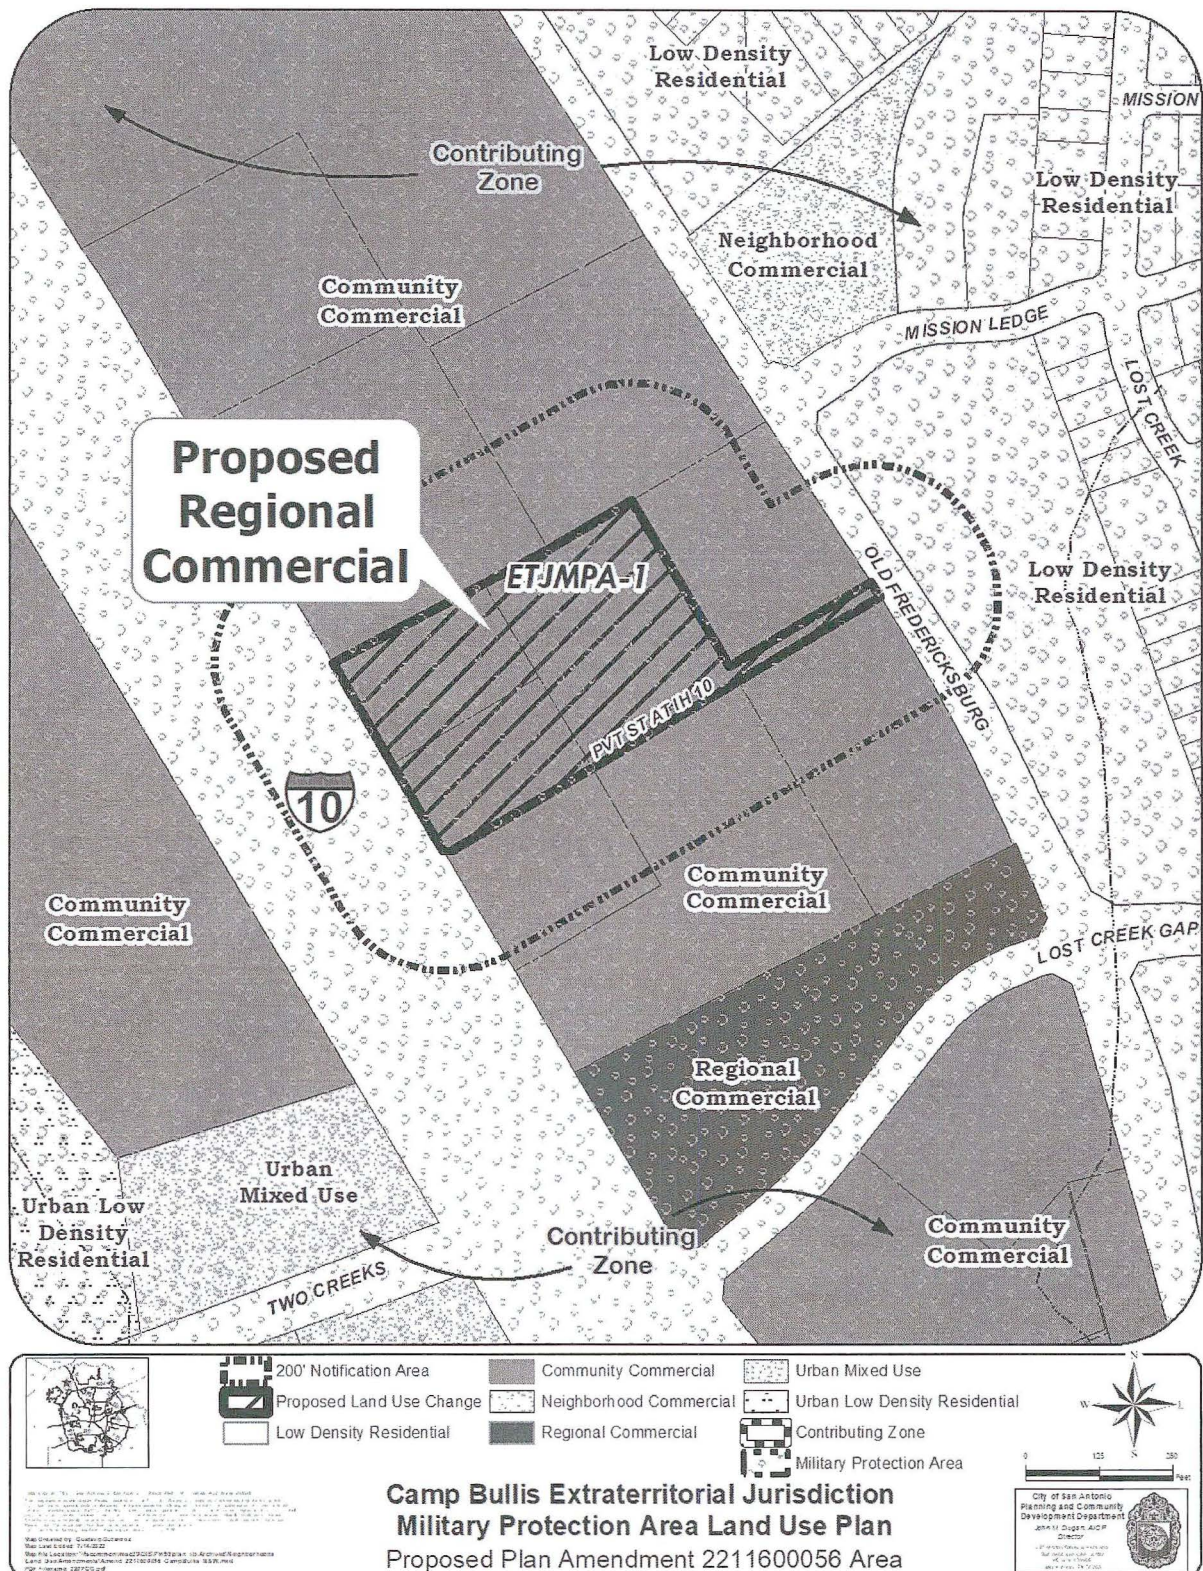 Low Density
Residential
MISSION
Contributing
Zone
Low Density
Residential
Neighborhood
Commercial
Community
Commercial
MISSION LEDGE
LOST CREEK
Proposed
Regional
Commercial
ETJMPA-1
OLD FREDERICKSBURG
Low Density
Residential
PVT ST AT IH 10
10
Community
Commercial
Community
Commercial
LOST CREEK GAP
Regional
Commercial
Urban
Mixed Use
Urban Low
Density
Residential
Contributing
Zone
Community
Commercial
TWO CREEKS
200' Notification Area
Proposed Land Use Change
Low Density Residential
Community Commercial
Neighborhood Commercial
Regional Commercial
Urban Mixed Use
Urban Low Density Residential
Contributing Zone
Military Protection Area
N
W
S
0 125 250
Feet
Camp Bullis Extraterritorial Jurisdiction
Military Protection Area Land Use Plan
Proposed Plan Amendment 2211600056 Area
City of San Antonio
Planning and Community
Development Department
Director